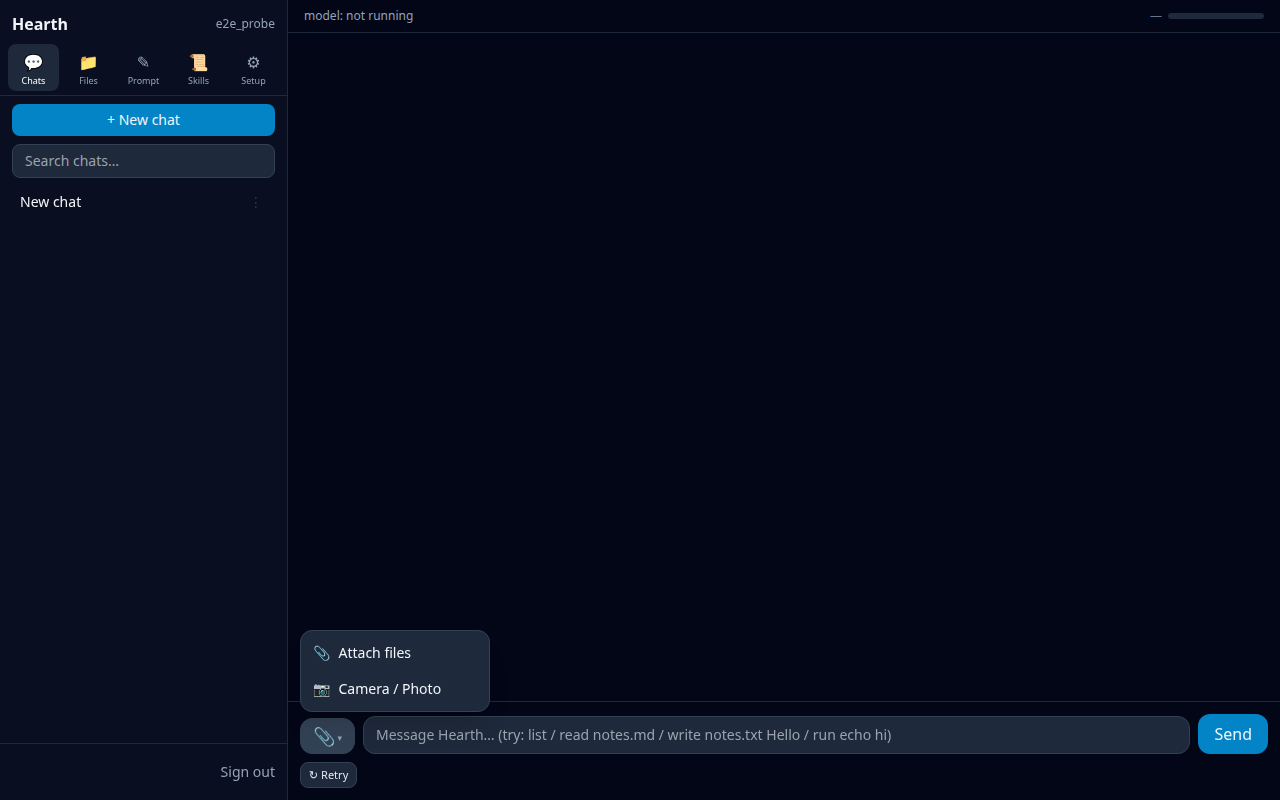 Hearth
e2e_probe
Chats
Files
Prompt
Skills
Setup
+ New chat
Search chats...
New chat
Sign out
model: not running
—
Attach files
Camera / Photo
Message Hearth... (try: list / read notes.md / write notes.txt Hello / run echo hi)
Send
↻ Retry